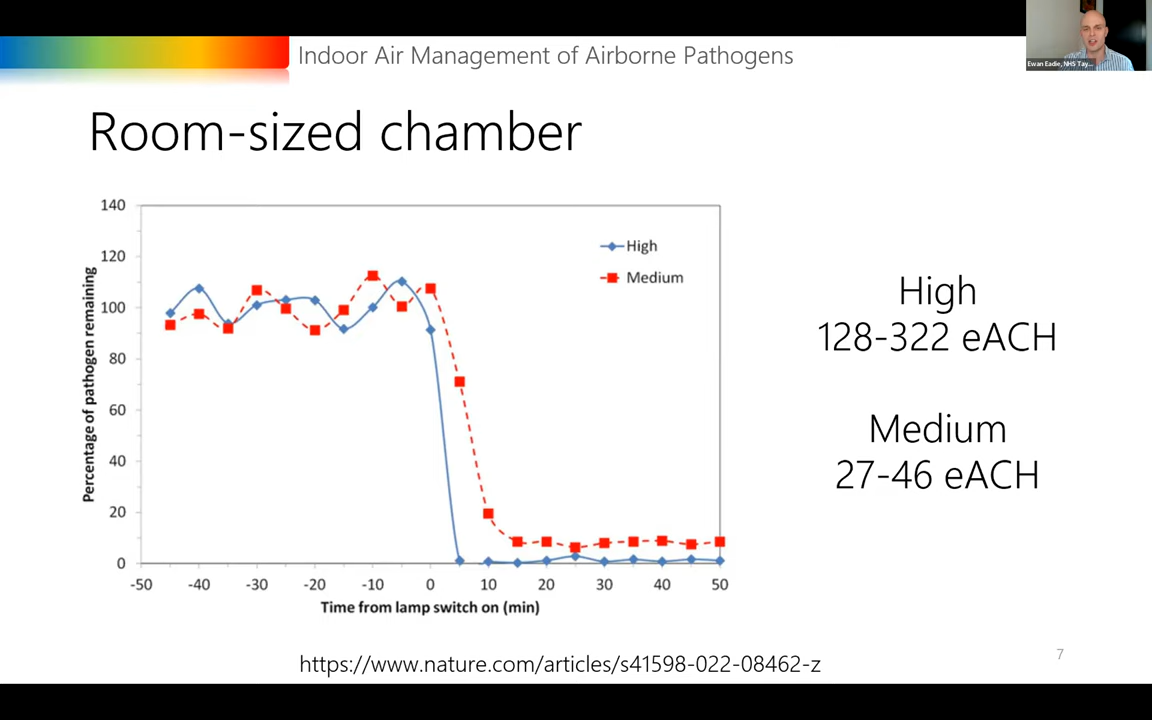 Indoor Air Management of Airborne Pathogens
Ewan Eadie, NHS Tay...
Room-sized chamber
140
120
100
80
60
40
20
0
Percentage of pathogen remaining
High
Medium
-50 -40 -30 -20 -10 0 10 20 30 40 50
Time from lamp switch on (min)
High
128-322 eACH
Medium
27-46 eACH
https://www.nature.com/articles/s41598-022-08462-z
7